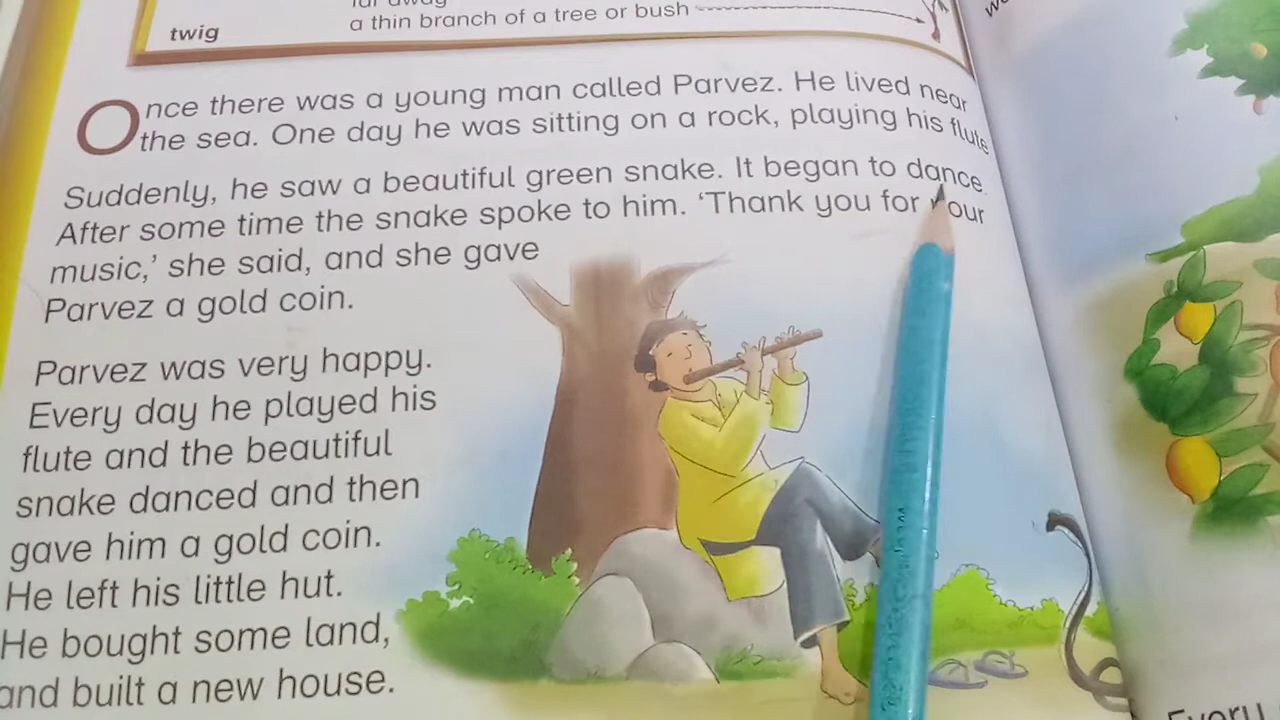 twig
a thin branch of a tree or bush
Once there was a young man called Parvez. He lived near
the sea. One day he was sitting on a rock, playing his flute
Suddenly, he saw a beautiful green snake. It began to dance.
After some time the snake spoke to him. ‘Thank you for your
music,’ she said, and she gave
Parvez a gold coin.
Parvez was very happy.
Every day he played his
flute and the beautiful
snake danced and then
gave him a gold coin.
He left his little hut.
He bought some land,
and built a new house.